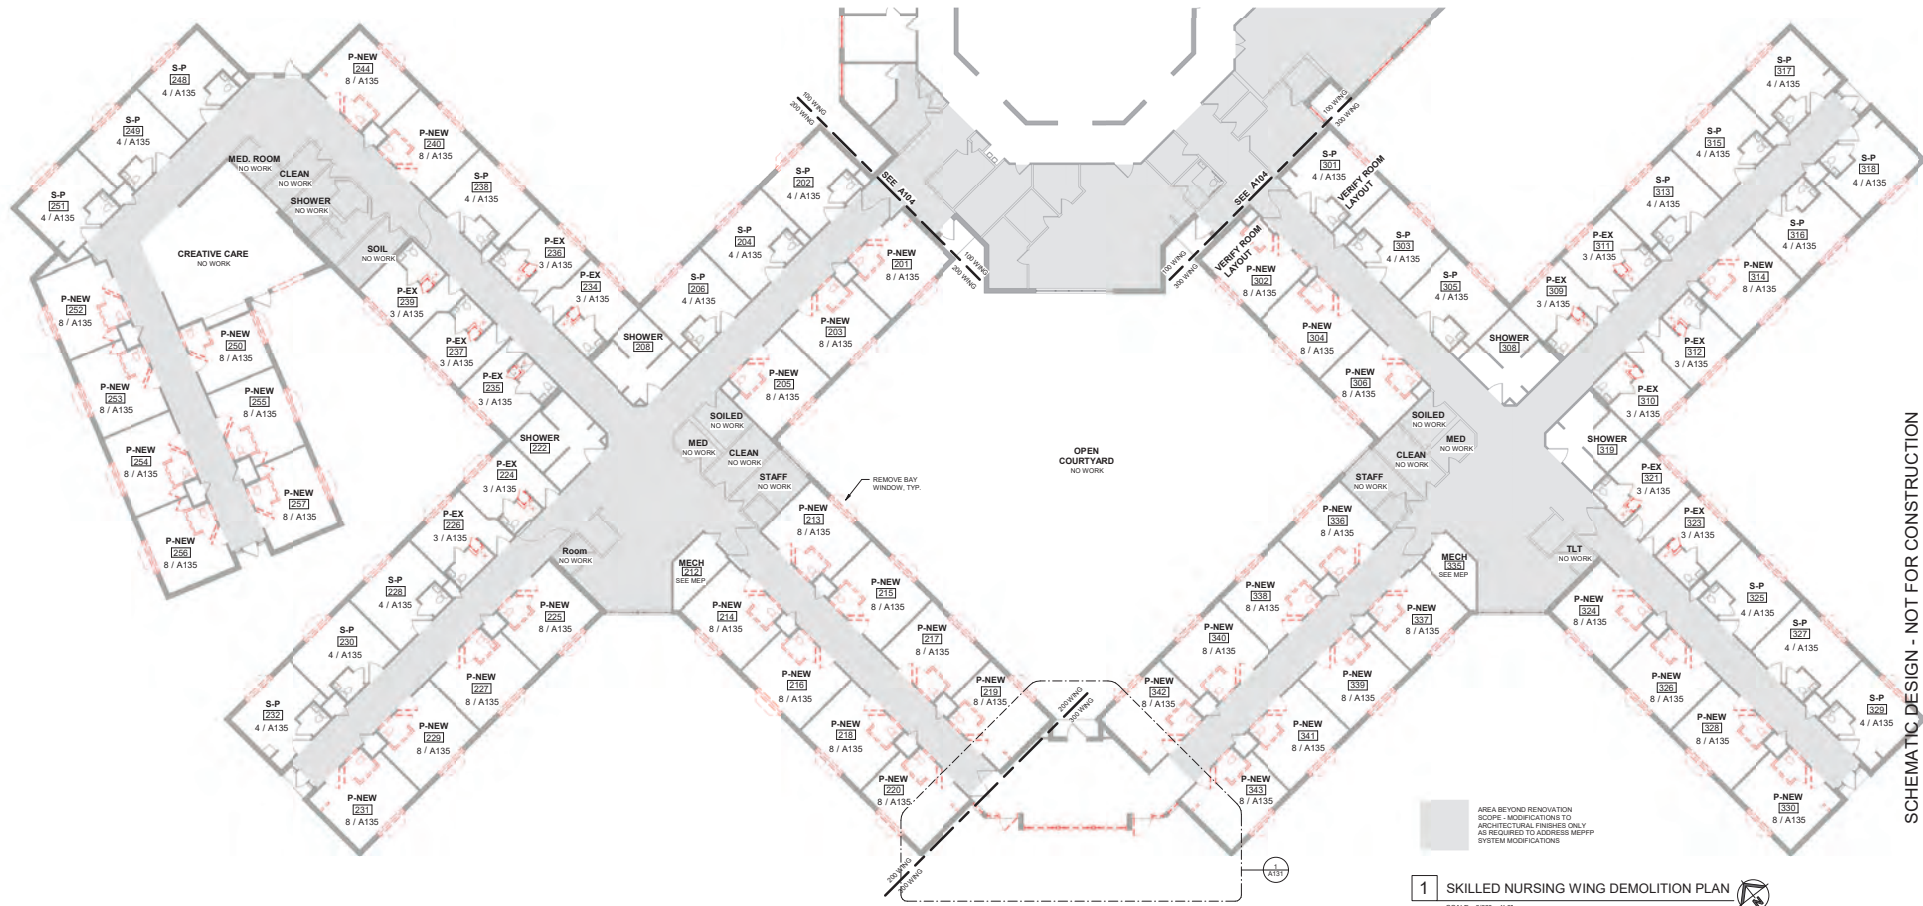 S-P
248
4 / A135
S-P
249
4 / A135
S-P
251
4 / A135
P-NEW
244
8 / A135
P-NEW
240
8 / A135
S-P
238
4 / A135
P-EX
236
3 / A135
P-EX
234
3 / A135
MED. ROOM
NO WORK
CLEAN
NO WORK
SHOWER
NO WORK
SOIL
NO WORK
CREATIVE CARE
NO WORK
P-EX
239
3 / A135
P-EX
237
3 / A135
P-EX
235
3 / A135
P-NEW
252
8 / A135
P-NEW
250
8 / A135
P-NEW
253
8 / A135
P-NEW
255
8 / A135
P-NEW
254
8 / A135
P-NEW
257
8 / A135
P-NEW
256
8 / A135
SHOWER
208
S-P
206
4 / A135
S-P
204
4 / A135
S-P
202
4 / A135
P-NEW
201
8 / A135
P-NEW
203
8 / A135
P-NEW
205
8 / A135
100 WING
200 WING
SEE A104
100 WING
200 WING
SOILED
NO WORK
MED
NO WORK
CLEAN
NO WORK
STAFF
NO WORK
SHOWER
222
P-EX
224
3 / A135
P-EX
226
3 / A135
S-P
228
4 / A135
S-P
230
4 / A135
S-P
232
4 / A135
Room
NO WORK
P-NEW
225
8 / A135
P-NEW
227
8 / A135
P-NEW
229
8 / A135
P-NEW
231
8 / A135
MECH
212
SEE MEP
P-NEW
213
8 / A135
P-NEW
215
8 / A135
P-NEW
217
8 / A135
P-NEW
219
8 / A135
P-NEW
214
8 / A135
P-NEW
216
8 / A135
P-NEW
218
8 / A135
P-NEW
220
8 / A135
REMOVE BAY
WINDOW, TYP.
OPEN
COURTYARD
NO WORK
200 WING
300 WING
200 WING
300 WING
1
A131
100 WING
300 WING
SEE A104
100 WING
300 WING
S-P
301
4 / A135
VERIFY ROOM
LAYOUT
S-P
303
4 / A135
S-P
305
4 / A135
SHOWER
308
VERIFY ROOM
LAYOUT
P-NEW
302
8 / A135
P-NEW
304
8 / A135
P-NEW
306
8 / A135
P-EX
309
3 / A135
P-EX
311
3 / A135
S-P
313
4 / A135
S-P
315
4 / A135
S-P
317
4 / A135
S-P
318
4 / A135
S-P
316
4 / A135
P-NEW
314
8 / A135
P-EX
312
3 / A135
P-EX
310
3 / A135
SHOWER
319
SOILED
NO WORK
MED
NO WORK
CLEAN
NO WORK
STAFF
NO WORK
P-EX
321
3 / A135
P-EX
323
3 / A135
S-P
325
4 / A135
S-P
327
4 / A135
S-P
329
4 / A135
TLT
NO WORK
P-NEW
324
8 / A135
P-NEW
326
8 / A135
P-NEW
328
8 / A135
P-NEW
330
8 / A135
MECH
335
SEE MEP
P-NEW
336
8 / A135
P-NEW
338
8 / A135
P-NEW
340
8 / A135
P-NEW
342
8 / A135
P-NEW
337
8 / A135
P-NEW
339
8 / A135
P-NEW
341
8 / A135
P-NEW
343
8 / A135
AREA BEYOND RENOVATION
SCOPE - MODIFICATIONS TO
ARCHITECTURAL FINISHES ONLY
AS REQUIRED TO ADDRESS MEPFP
SYSTEM MODIFICATIONS
1 SKILLED NURSING WING DEMOLITION PLAN
N
SCHEMATIC DESIGN - NOT FOR CONSTRUCTION